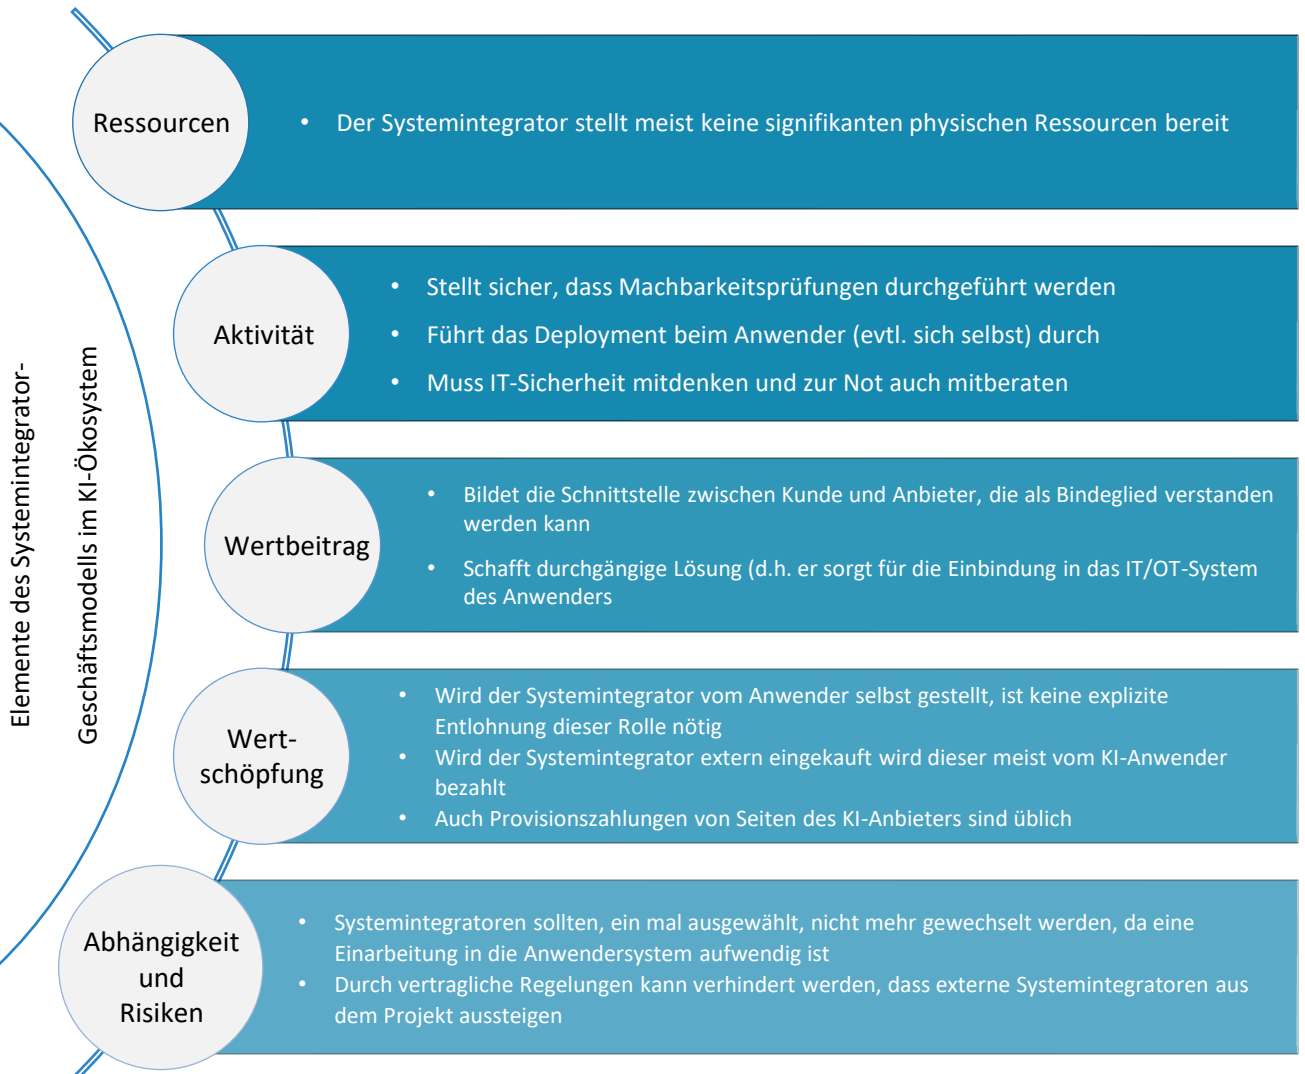 Elemente des Systemintegrator-
Geschäftsmodells im KI-Ökosystem
Ressourcen
• Der Systemintegrator stellt meist keine signifikanten physischen Ressourcen bereit
Aktivität
• Stellt sicher, dass Machbarkeitsprüfungen durchgeführt werden
• Führt das Deployment beim Anwender (evtl. sich selbst) durch
• Muss IT-Sicherheit mitdenken und zur Not auch mitberaten
Wertbeitrag
• Bildet die Schnittstelle zwischen Kunde und Anbieter, die als Bindeglied verstanden
werden kann
• Schafft durchgängige Lösung (d.h. er sorgt für die Einbindung in das IT/OT-System
des Anwenders
Wert-
schöpfung
• Wird der Systemintegrator vom Anwender selbst gestellt, ist keine explizite
Entlohnung dieser Rolle nötig
• Wird der Systemintegrator extern eingekauft wird dieser meist vom KI-Anwender
bezahlt
• Auch Provisionszahlungen von Seiten des KI-Anbieters sind üblich
Abhängigkeit
und
Risiken
• Systemintegratoren sollten, ein mal ausgewählt, nicht mehr gewechselt werden, da eine
Einarbeitung in die Anwendersystem aufwendig ist
• Durch vertragliche Regelungen kann verhindert werden, dass externe Systemintegratoren aus
dem Projekt aussteigen